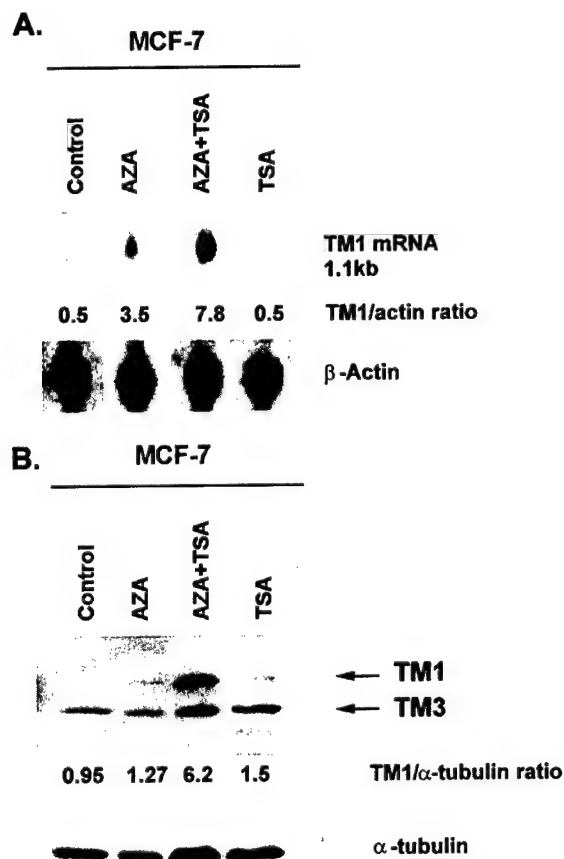 A.
MCF-7
Control
AZA
AZA+TSA
TSA
TM1 mRNA
1.1kb
0.5 3.5 7.8 0.5 TM1/actin ratio
β-Actin
B.
MCF-7
Control
AZA
AZA+TSA
TSA
TM1
TM3
0.95 1.27 6.2 1.5 TM1/α-tubulin ratio
α-tubulin